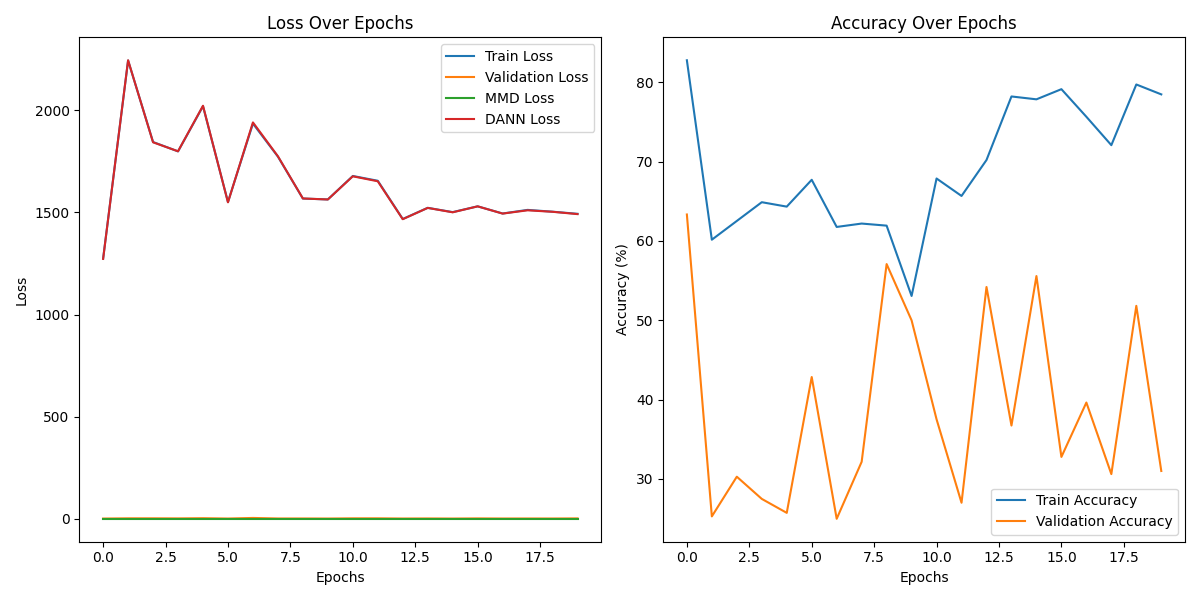 Loss Over Epochs
Train Loss
Validation Loss
MMD Loss
DANN Loss
2000
1500
1000
500
0
Loss
0.0 2.5 5.0 7.5 10.0 12.5 15.0 17.5
Epochs
Accuracy Over Epochs
80
70
60
50
40
30
Accuracy (%)
Train Accuracy
Validation Accuracy
0.0 2.5 5.0 7.5 10.0 12.5 15.0 17.5
Epochs